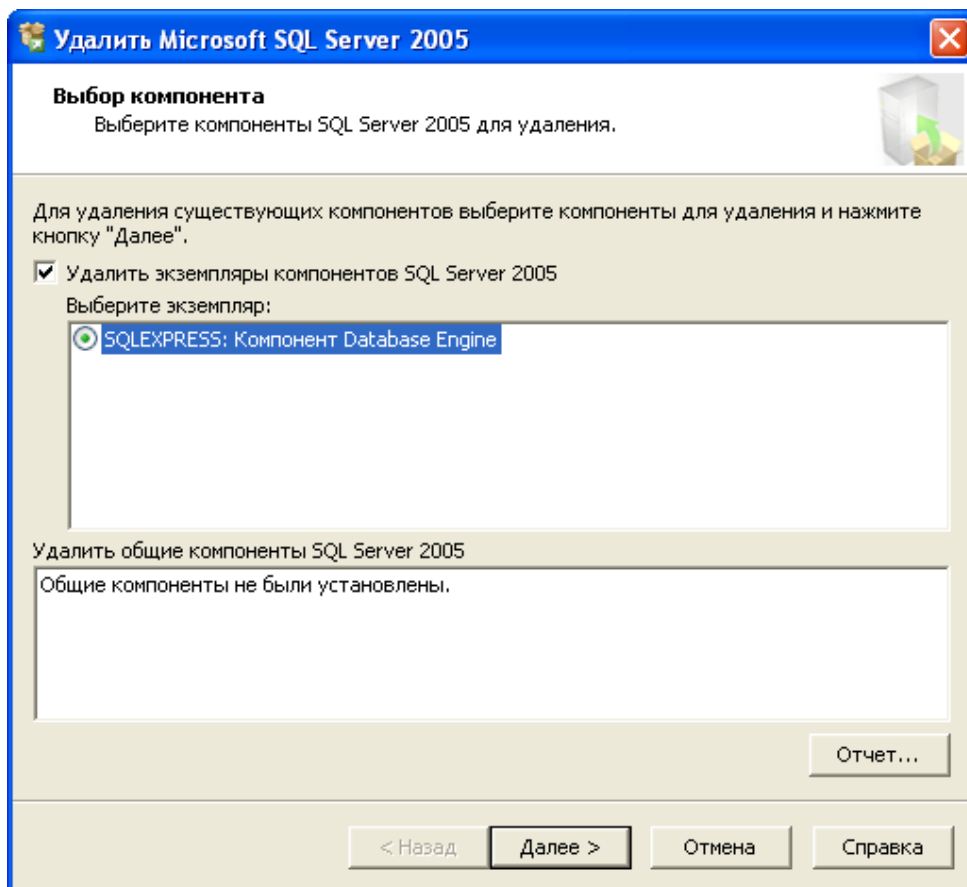 Удалить Microsoft SQL Server 2005
Выбор компонента
Выберите компоненты SQL Server 2005 для удаления.
Для удаления существующих компонентов выберите компоненты для удаления и нажмите
кнопку "Далее".
Удалить экземпляры компонентов SQL Server 2005
Выберите экземпляр:
SQLEXPRESS: Компонент Database Engine
Удалить общие компоненты SQL Server 2005
Общие компоненты не были установлены.
Отчет...
< Назад
Далее >
Отмена
Справка